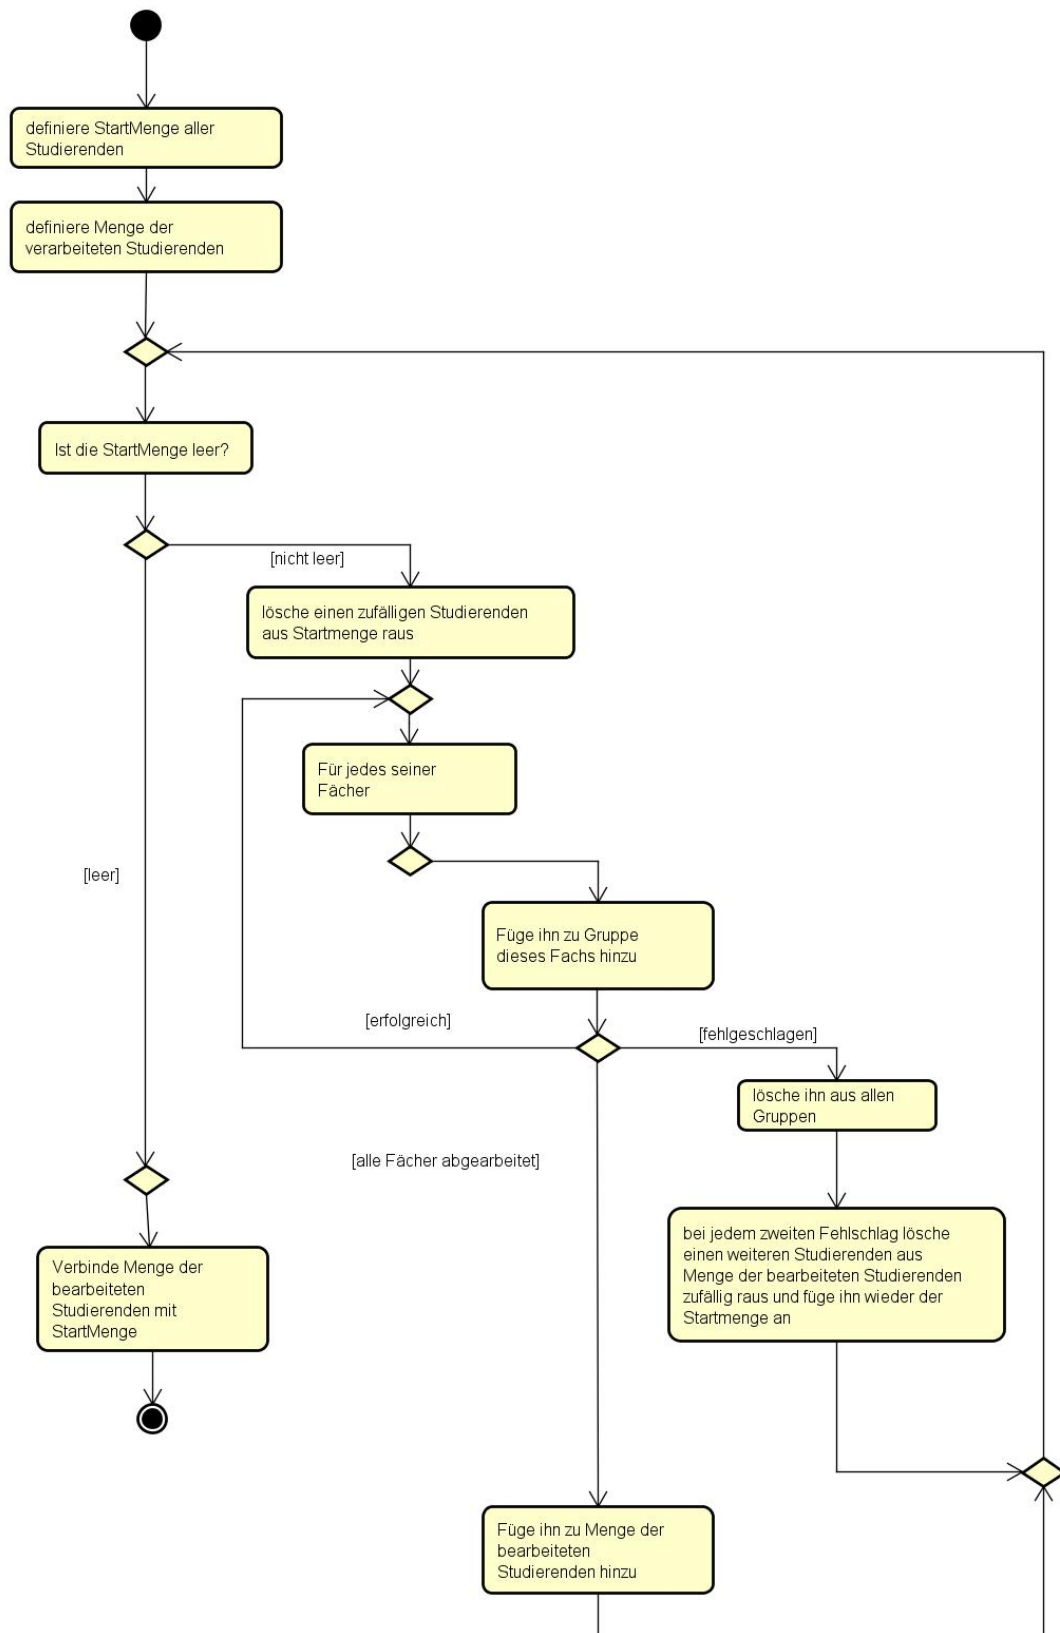 definiere StartMenge aller
Studierenden
definiere Menge der
verarbeiteten Studierenden
Ist die StartMenge leer?
[nicht leer]
lösche einen zufälligen Studierenden
aus Startmenge raus
Für jedes seiner
Fächer
[leer]
Füge ihn zu Gruppe
dieses Fachs hinzu
[erfolgreich]
[fehlgeschlagen]
lösche ihn aus allen
Gruppen
[alle Fächer abgearbeitet]
bei jedem zweiten Fehlschlag lösche
einen weiteren Studierenden aus
Menge der bearbeiteten Studierenden
zufällig raus und füge ihn wieder der
Startmenge an
Verbinde Menge der
bearbeiteten
Studierenden mit
StartMenge
Füge ihn zu Menge der
bearbeiteten
Studierenden hinzu